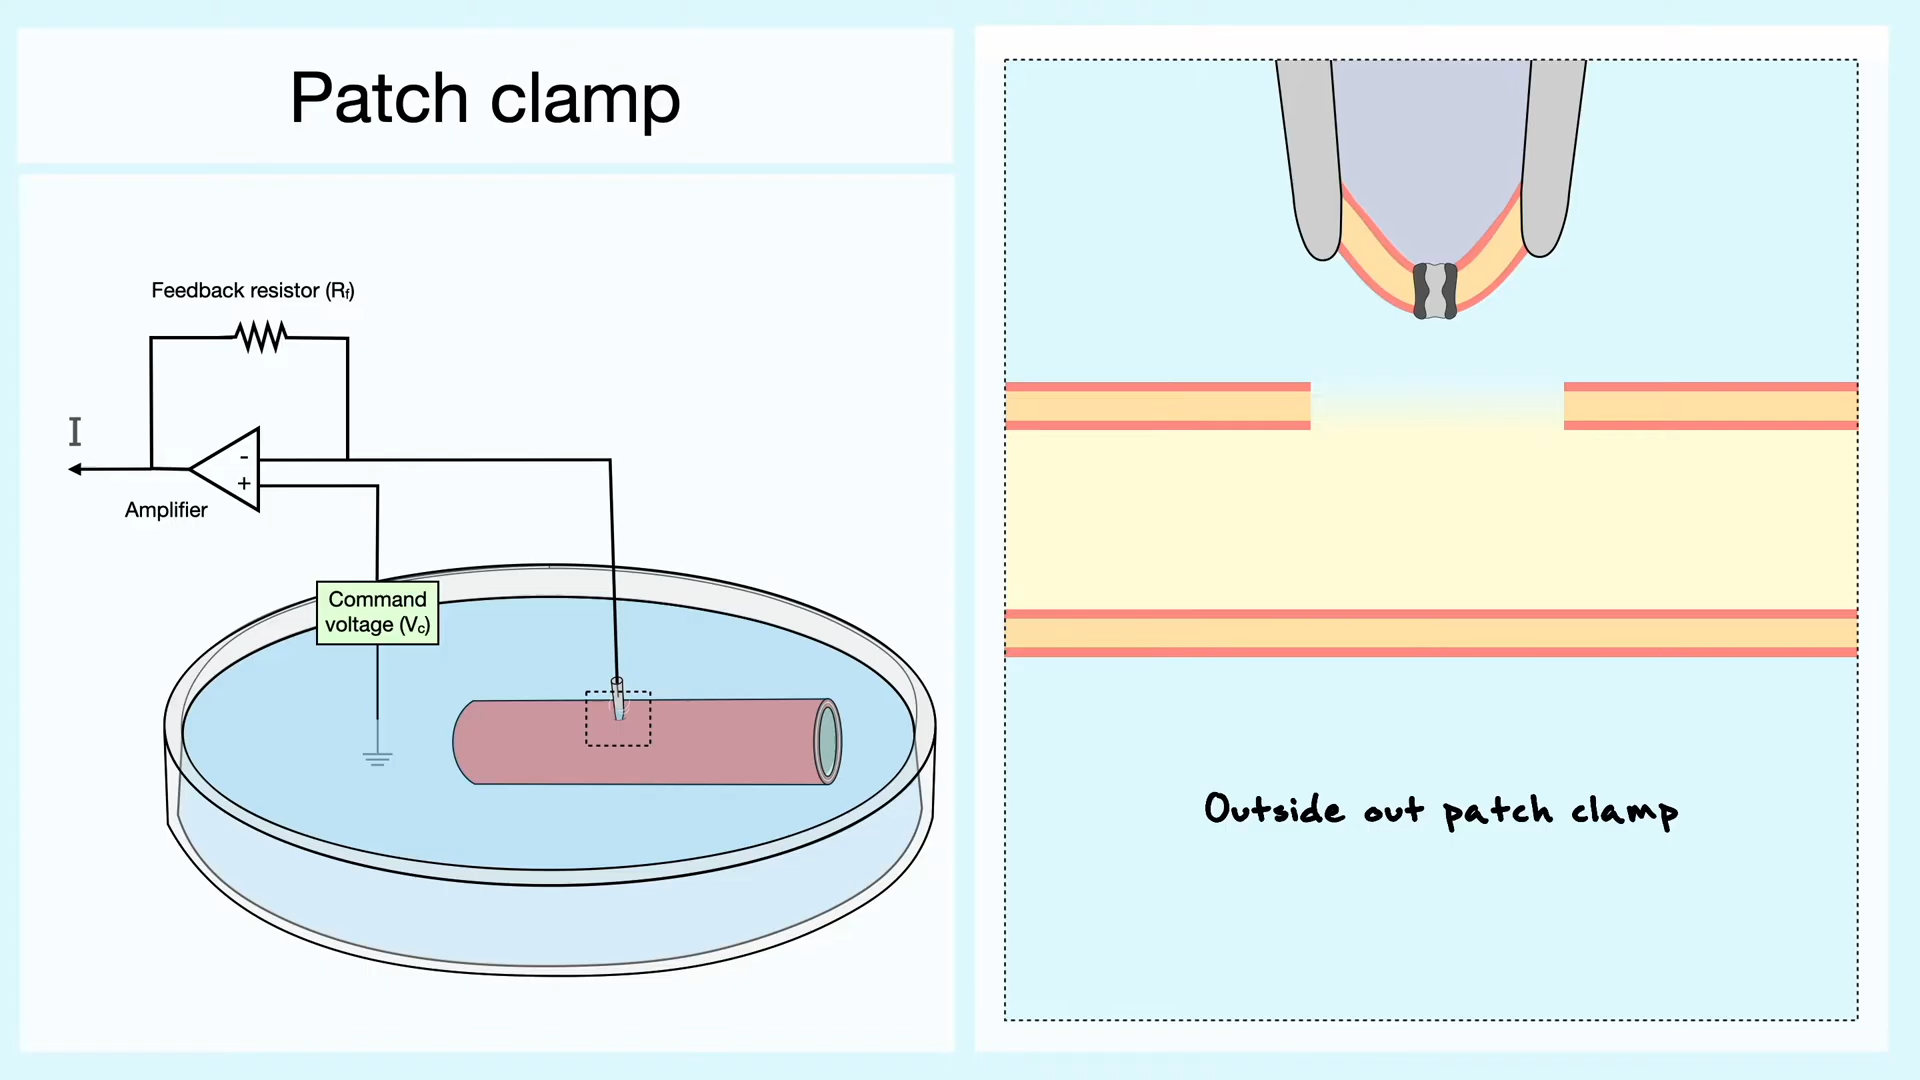 Patch clamp
Feedback resistor (Rf)
I
-
+
Amplifier
Command
voltage (Vc)
Outside out patch clamp